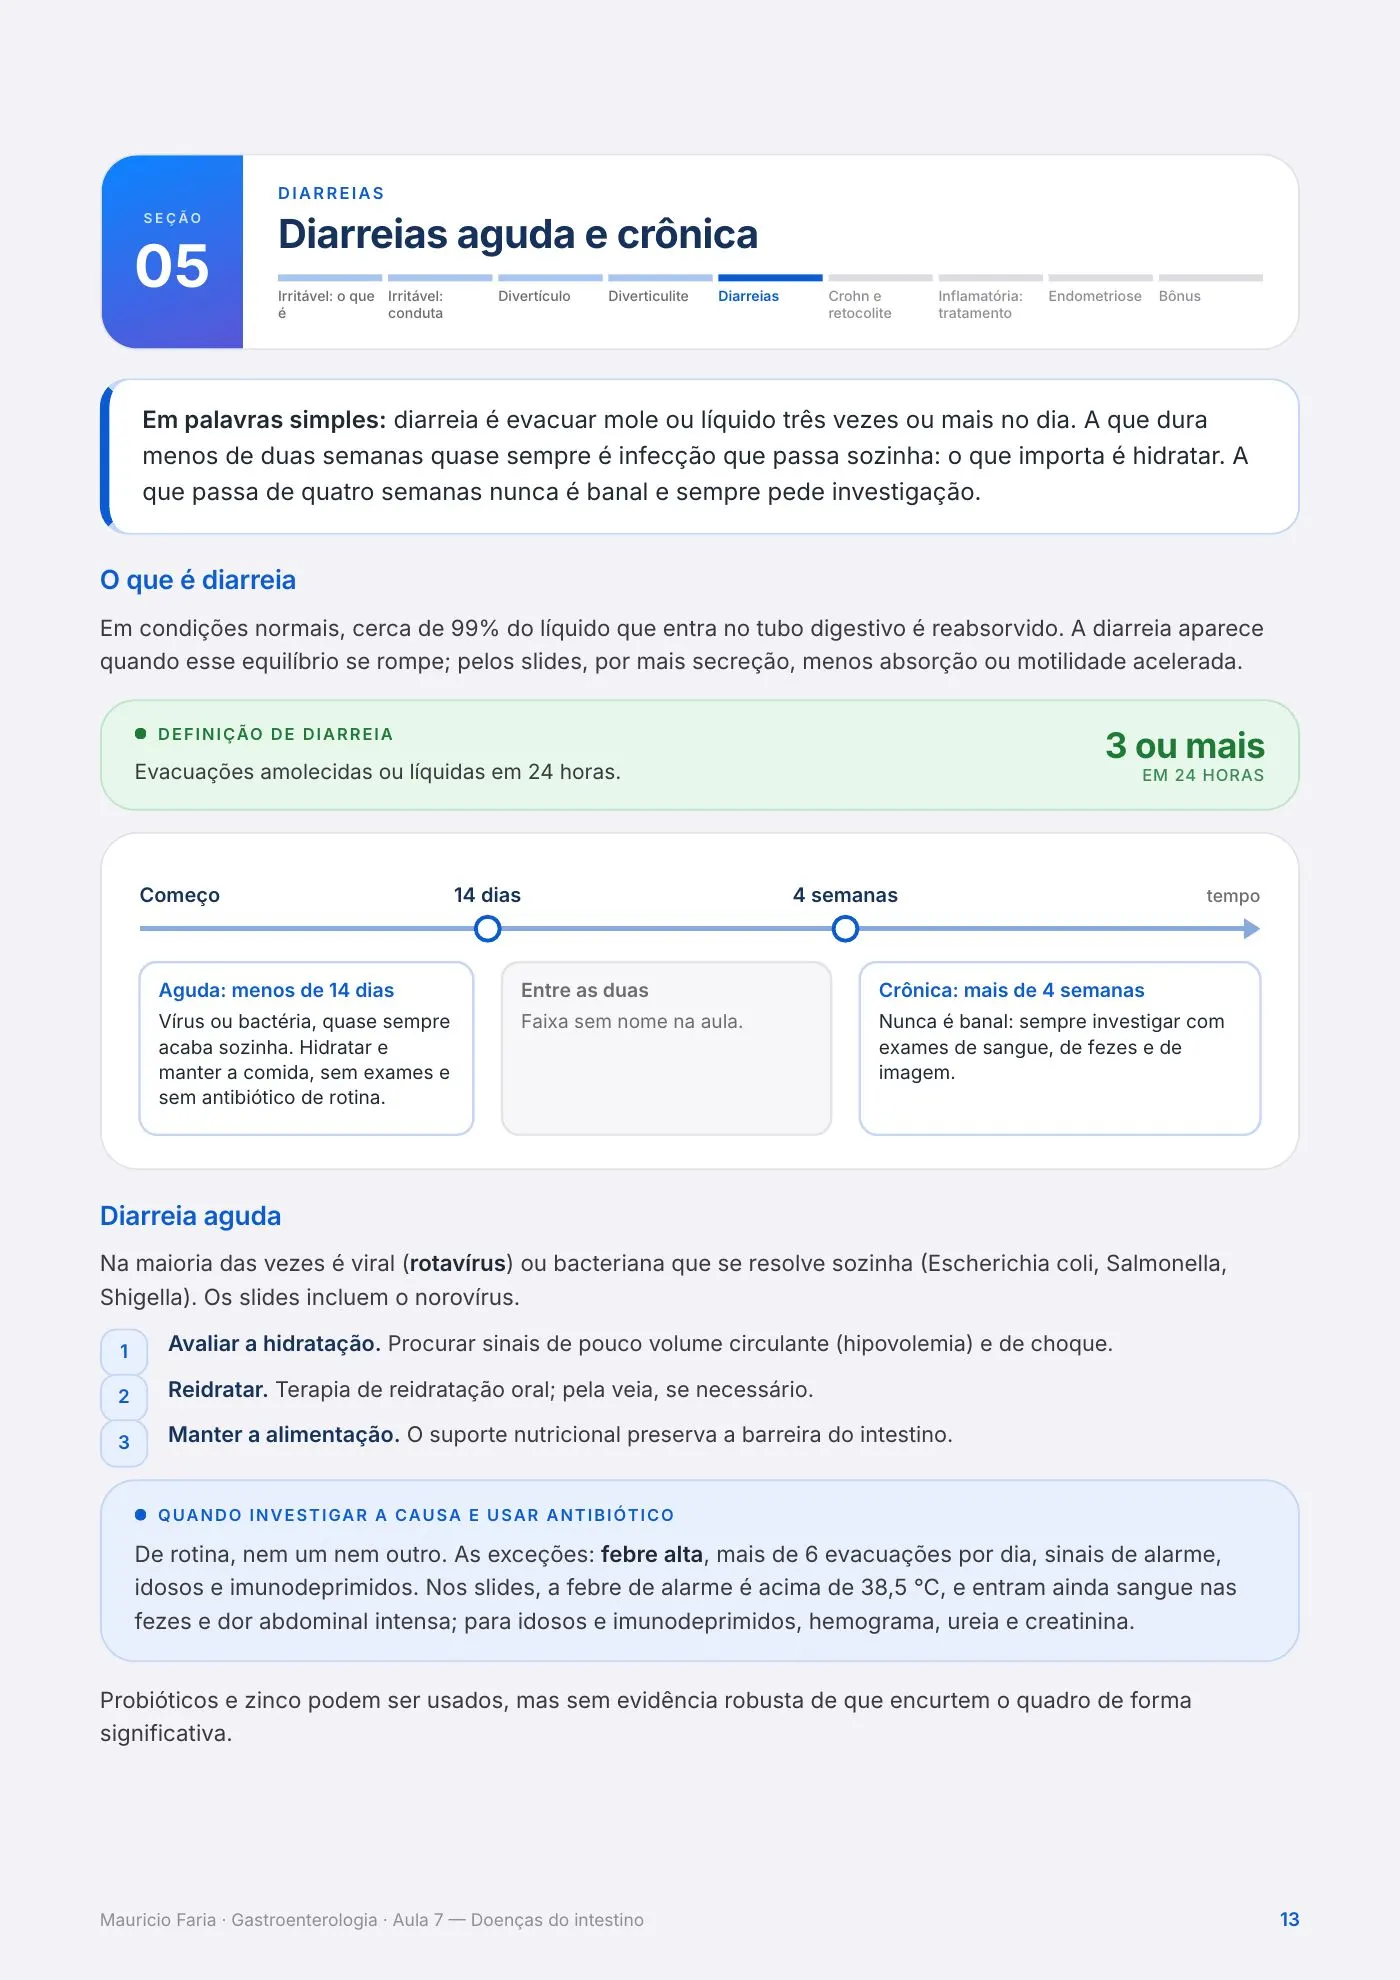 SEÇÃO
05
DIARREIAS
Diarreias aguda e crônica
Irritável: o que é
Irritável: conduta
Divertículo
Diverticulite
Diarreias
Crohn e retocolite
Inflamatória: tratamento
Endometriose
Bônus
Em palavras simples: diarreia é evacuar mole ou líquido três vezes ou mais no dia. A que dura
menos de duas semanas quase sempre é infecção que passa sozinha: o que importa é hidratar. A
que passa de quatro semanas nunca é banal e sempre pede investigação.
O que é diarreia
Em condições normais, cerca de 99% do líquido que entra no tubo digestivo é reabsorvido. A diarreia aparece
quando esse equilíbrio se rompe; pelos slides, por mais secreção, menos absorção ou motilidade acelerada.
DEFINIÇÃO DE DIARREIA
Evacuações amolecidas ou líquidas em 24 horas.
3 ou mais
EM 24 HORAS
Começo
14 dias
4 semanas
tempo
Aguda: menos de 14 dias
Vírus ou bactéria, quase sempre
acaba sozinha. Hidratar e
manter a comida, sem exames e
sem antibiótico de rotina.
Entre as duas
Faixa sem nome na aula.
Crônica: mais de 4 semanas
Nunca é banal: sempre investigar com
exames de sangue, de fezes e de
imagem.
Diarreia aguda
Na maioria das vezes é viral (rotavírus) ou bacteriana que se resolve sozinha (Escherichia coli, Salmonella,
Shigella). Os slides incluem o norovírus.
1 Avaliar a hidratação. Procurar sinais de pouco volume circulante (hipovolemia) e de choque.
2 Reidratar. Terapia de reidratação oral; pela veia, se necessário.
3 Manter a alimentação. O suporte nutricional preserva a barreira do intestino.
QUANDO INVESTIGAR A CAUSA E USAR ANTIBIÓTICO
De rotina, nem um nem outro. As exceções: febre alta, mais de 6 evacuações por dia, sinais de alarme,
idosos e imunodeprimidos. Nos slides, a febre de alarme é acima de 38,5 °C, e entram ainda sangue nas
fezes e dor abdominal intensa; para idosos e imunodeprimidos, hemograma, ureia e creatinina.
Probióticos e zinco podem ser usados, mas sem evidência robusta de que encurtem o quadro de forma
significativa.
Mauricio Faria · Gastroenterologia · Aula 7 — Doenças do intestino
13